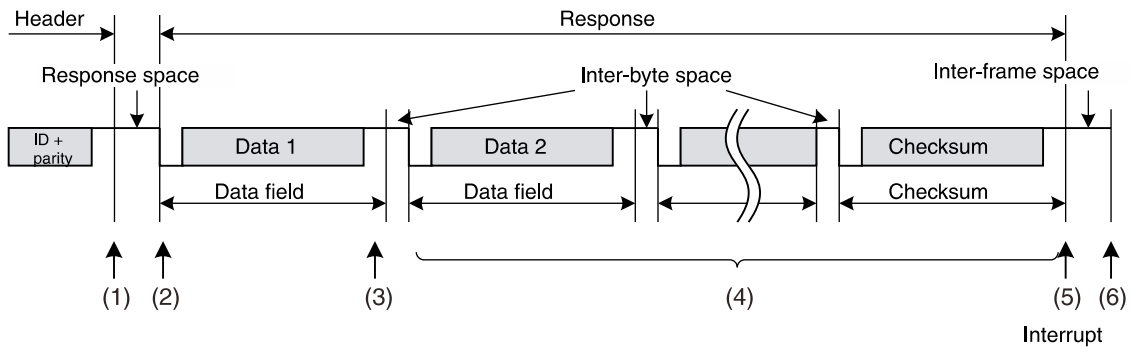 Header
Response
Response space
Inter-byte space
Inter-frame space
ID +
parity
Data 1
Data 2
Checksum
Data field
Data field
Checksum
(1)
(2)
(3)
(4)
(5)
(6)
Interrupt